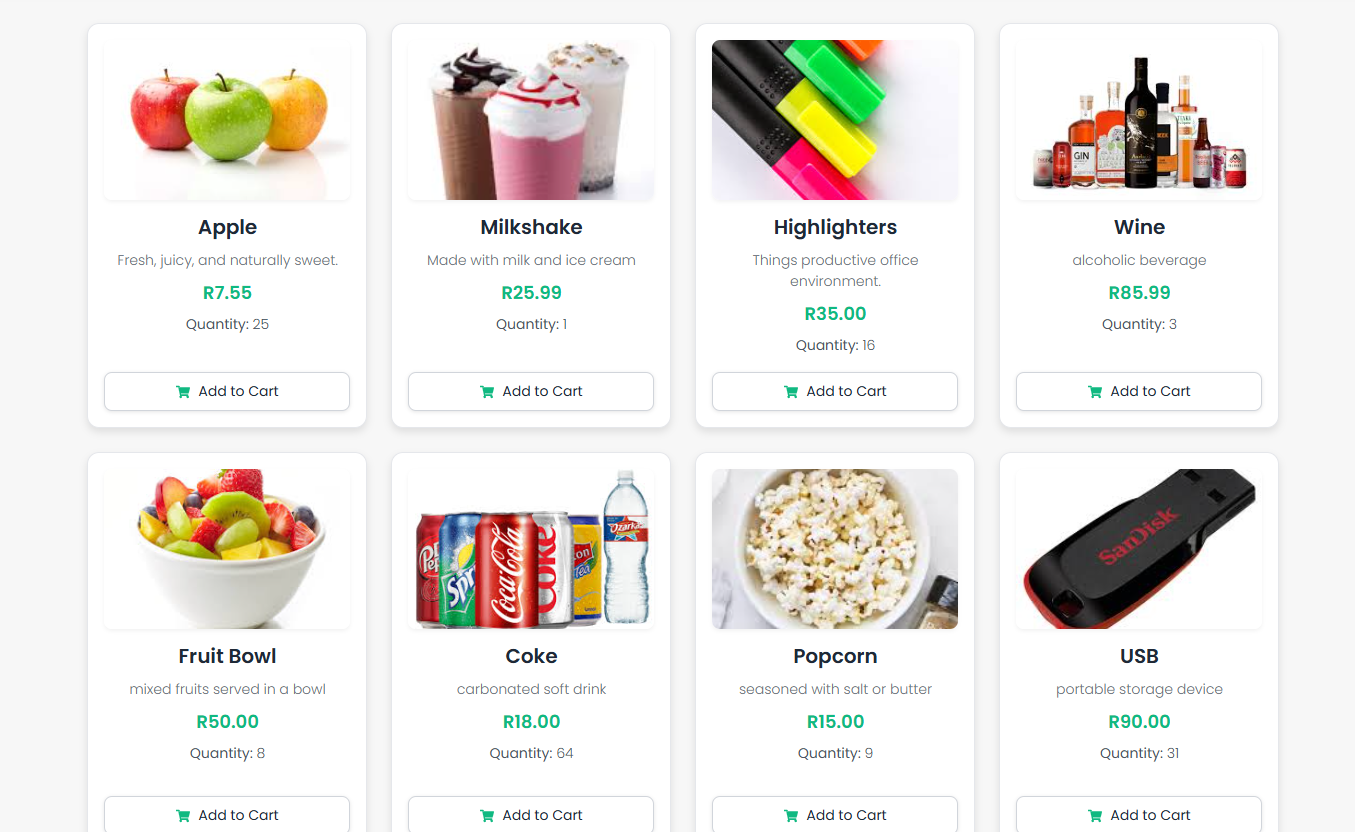 GIN
Apple
Fresh, juicy, and naturally sweet.
R7.55
Quantity: 25
Add to Cart
Milkshake
Made with milk and ice cream
R25.99
Quantity: 1
Add to Cart
Highlighters
Things productive office
environment.
R35.00
Quantity: 16
Add to Cart
Wine
alcoholic beverage
R85.99
Quantity: 3
Add to Cart
Fruit Bowl
mixed fruits served in a bowl
R50.00
Quantity: 8
Add to Cart
Coca-Cola
COKE
Coke
carbonated soft drink
R18.00
Quantity: 64
Add to Cart
Popcorn
seasoned with salt or butter
R15.00
Quantity: 9
Add to Cart
SanDisk
USB
portable storage device
R90.00
Quantity: 31
Add to Cart